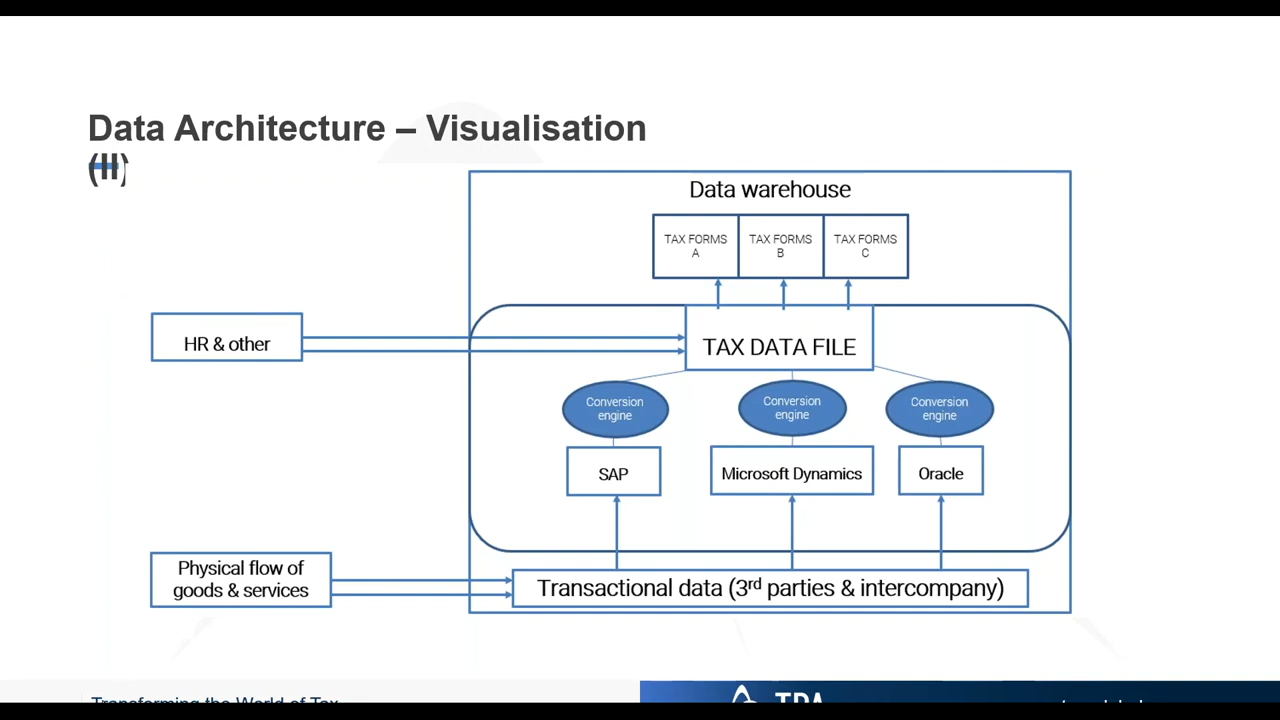 Data Architecture – Visualisation
(II)
Data warehouse
TAX FORMS
A
TAX FORMS
B
TAX FORMS
C
HR & other
TAX DATA FILE
Conversion
engine
Conversion
engine
Conversion
engine
SAP
Microsoft Dynamics
Oracle
Physical flow of
goods & services
Transactional data (3rd parties & intercompany)
Transforming the World of Tax
TPA